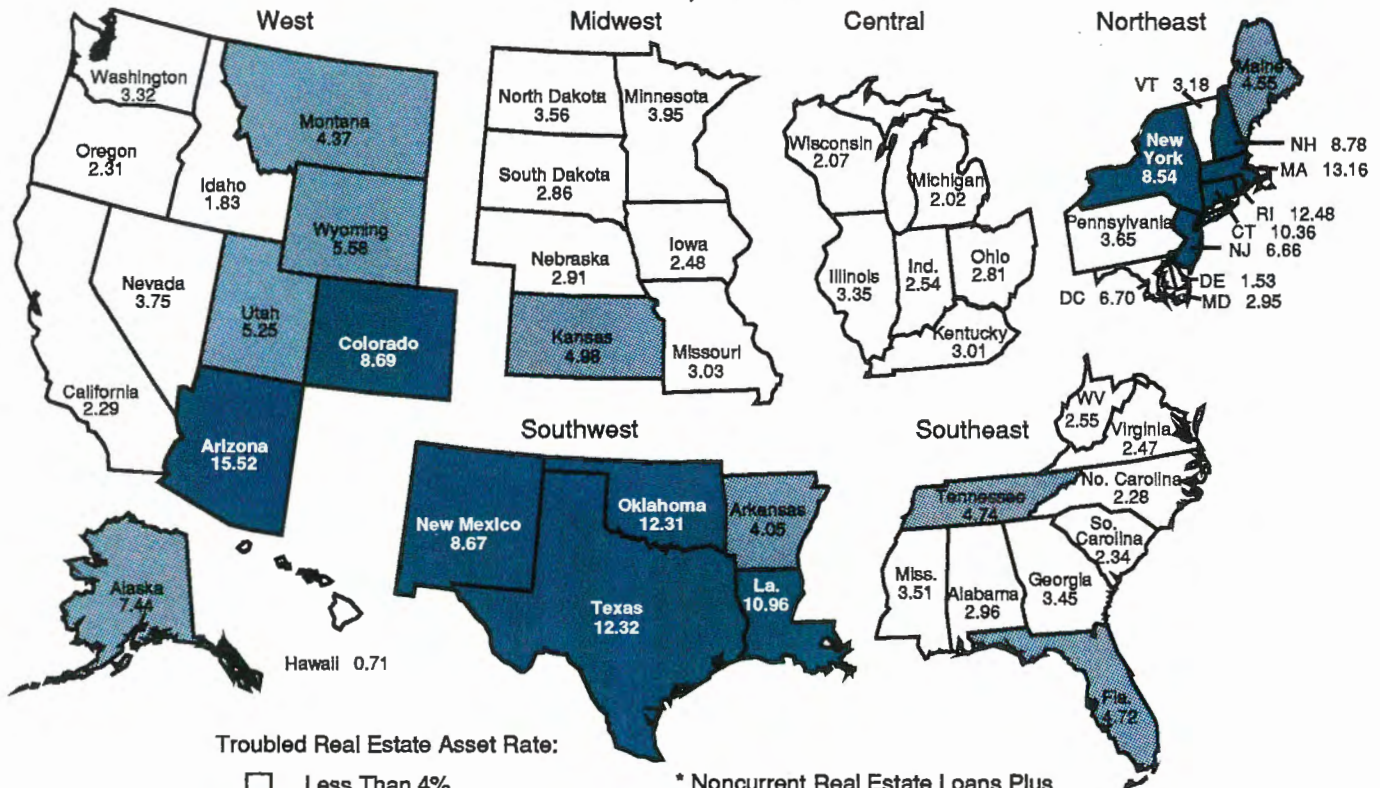 West
Midwest
Central
Northeast
Washington
3.32
Oregon
2.31
Idaho
1.83
Montana
4.37
Wyoming
5.58
Nevada
3.75
Utah
5.25
Colorado
8.69
California
2.29
Arizona
15.52
Alaska
7.44
Hawaii 0.71
North Dakota
3.56
Minnesota
3.95
South Dakota
2.86
Nebraska
2.91
Iowa
2.48
Kansas
4.98
Missouri
3.03
Wisconsin
2.07
Michigan
2.02
Illinois
3.35
Ind.
2.54
Ohio
2.81
Kentucky
3.01
Maine
4.55
VT 3.18
New
York
8.54
NH 8.78
MA 13.16
RI 12.48
CT 10.36
NJ 6.66
Pennsylvania
3.65
DE 1.53
DC 6.70
MD 2.95
Southwest
Southeast
New Mexico
8.67
Oklahoma
12.31
Arkansas
4.05
Texas
12.32
La.
10.96
WV
2.55
Virginia
2.47
Tennessee
4.74
No. Carolina
2.28
So.
Carolina
2.34
Miss.
3.51
Alabama
2.96
Georgia
3.45
Fla.
4.72
Troubled Real Estate Asset Rate:
Less Than 4%
* Noncurrent Real Estate Loans Plus